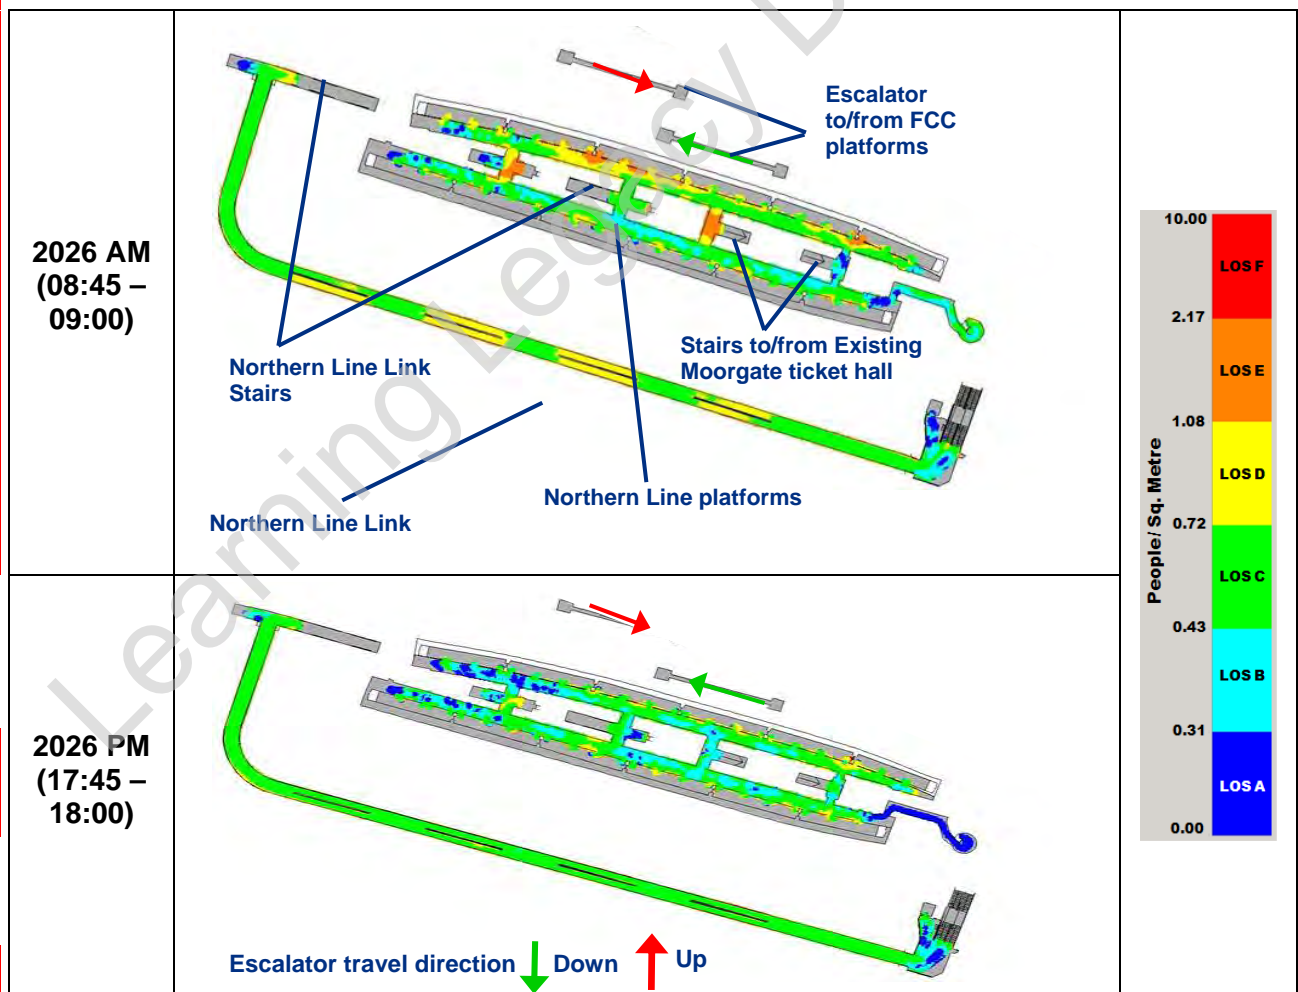 2026 AM
(08:45 –
09:00)
Escalator
to/from FCC
platforms
Northern Line Link
Stairs
Stairs to/from Existing
Moorgate ticket hall
Northern Line platforms
Northern Line Link
2026 PM
(17:45 –
18:00)
Escalator travel direction Down Up
People/ Sq. Metre
10.00
LOS F
2.17
LOS E
1.08
LOS D
0.72
LOS C
0.43
LOS B
0.31
LOS A
0.00
Learning Legacy D